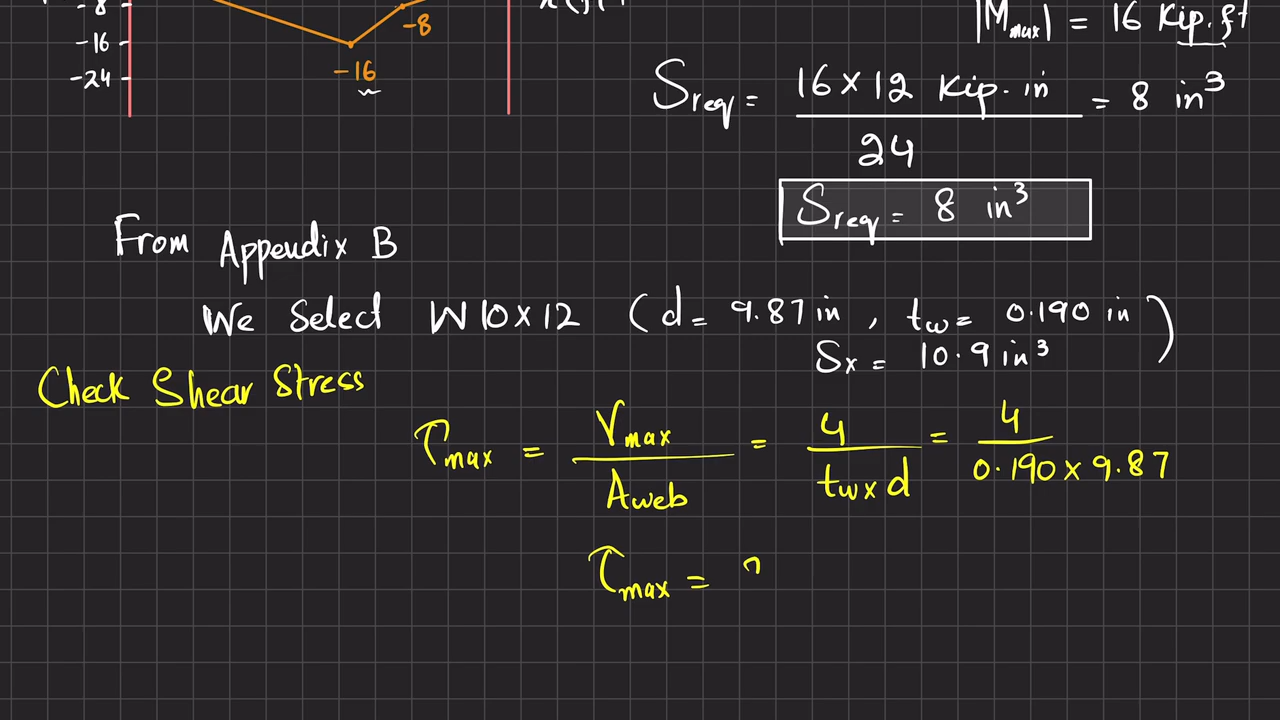 -8
-16
-24
-8
-16
|Mmax| = 16 Kip.ft
Sreq = 16 × 12 Kip.in / 24 = 8 in³
Sreq = 8 in³
From Appendix B
We Select W10×12 (d = 9.87 in, tw = 0.190 in
Sx = 10.9 in³)
Check Shear Stress
τmax = Vmax / Aweb = 4 / tw × d = 4 / 0.190 × 9.87
τmax =